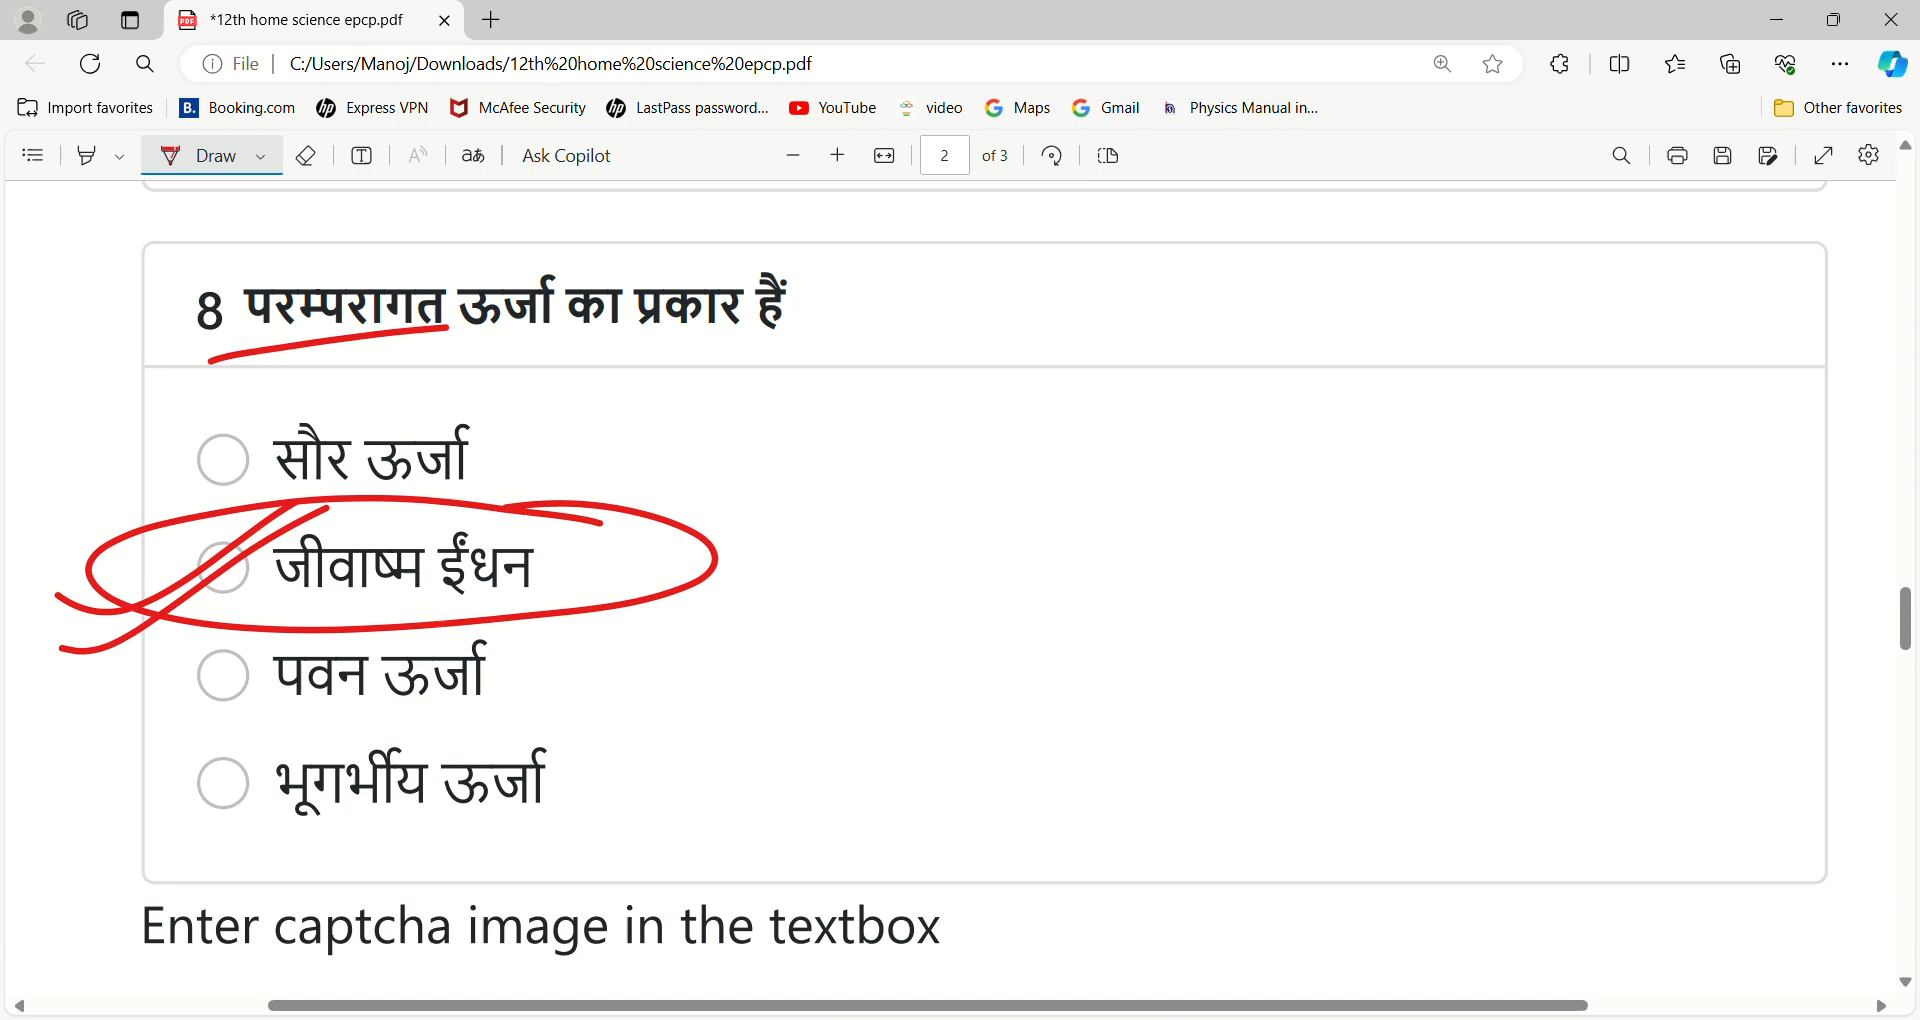 *12th home science epcp.pdf
File | C:/Users/Manoj/Downloads/12th%20home%20science%20epcp.pdf
Import favorites Booking.com Express VPN McAfee Security LastPass password... YouTube video Maps Gmail Physics Manual in... Other favorites
Draw Ask Copilot 2 of 3
8 परम्परागत ऊर्जा का प्रकार हैं
सौर ऊर्जा
जीवाष्म ईंधन
पवन ऊर्जा
भूगर्भीय ऊर्जा
Enter captcha image in the textbox